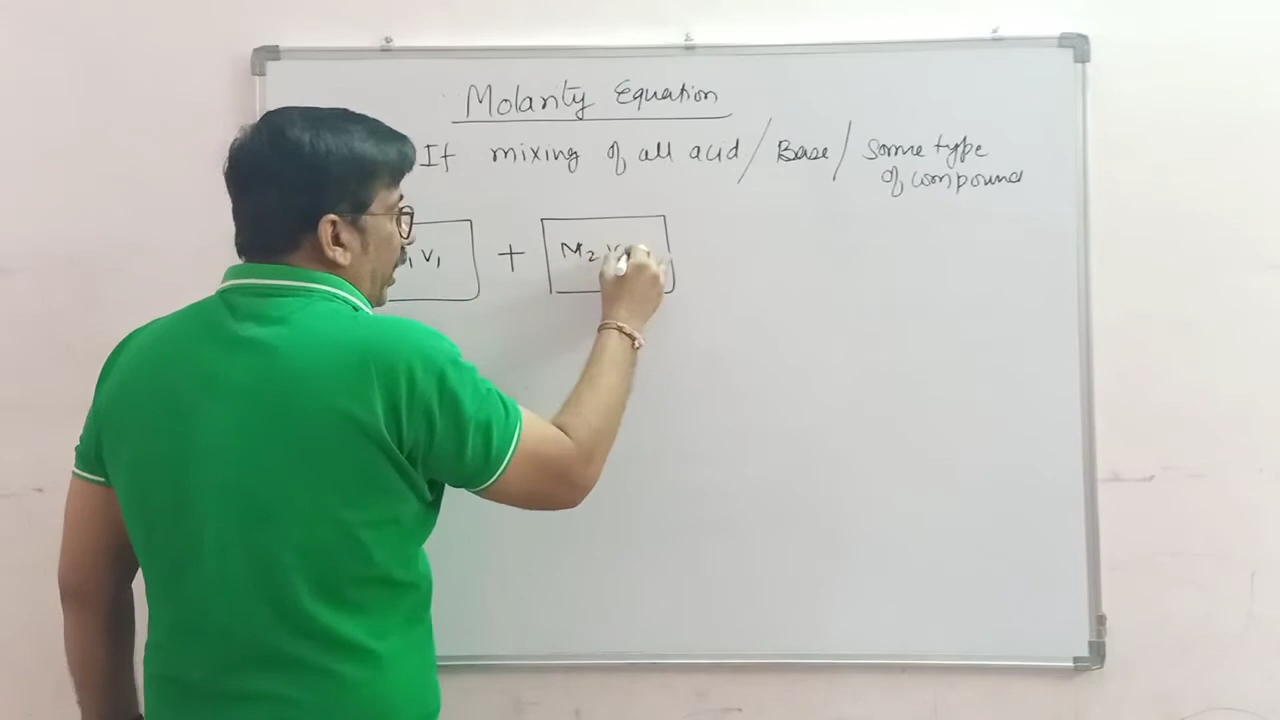 Molarity Equation
If mixing of all acid / Base / Same type
of compound
V₁ + M₂